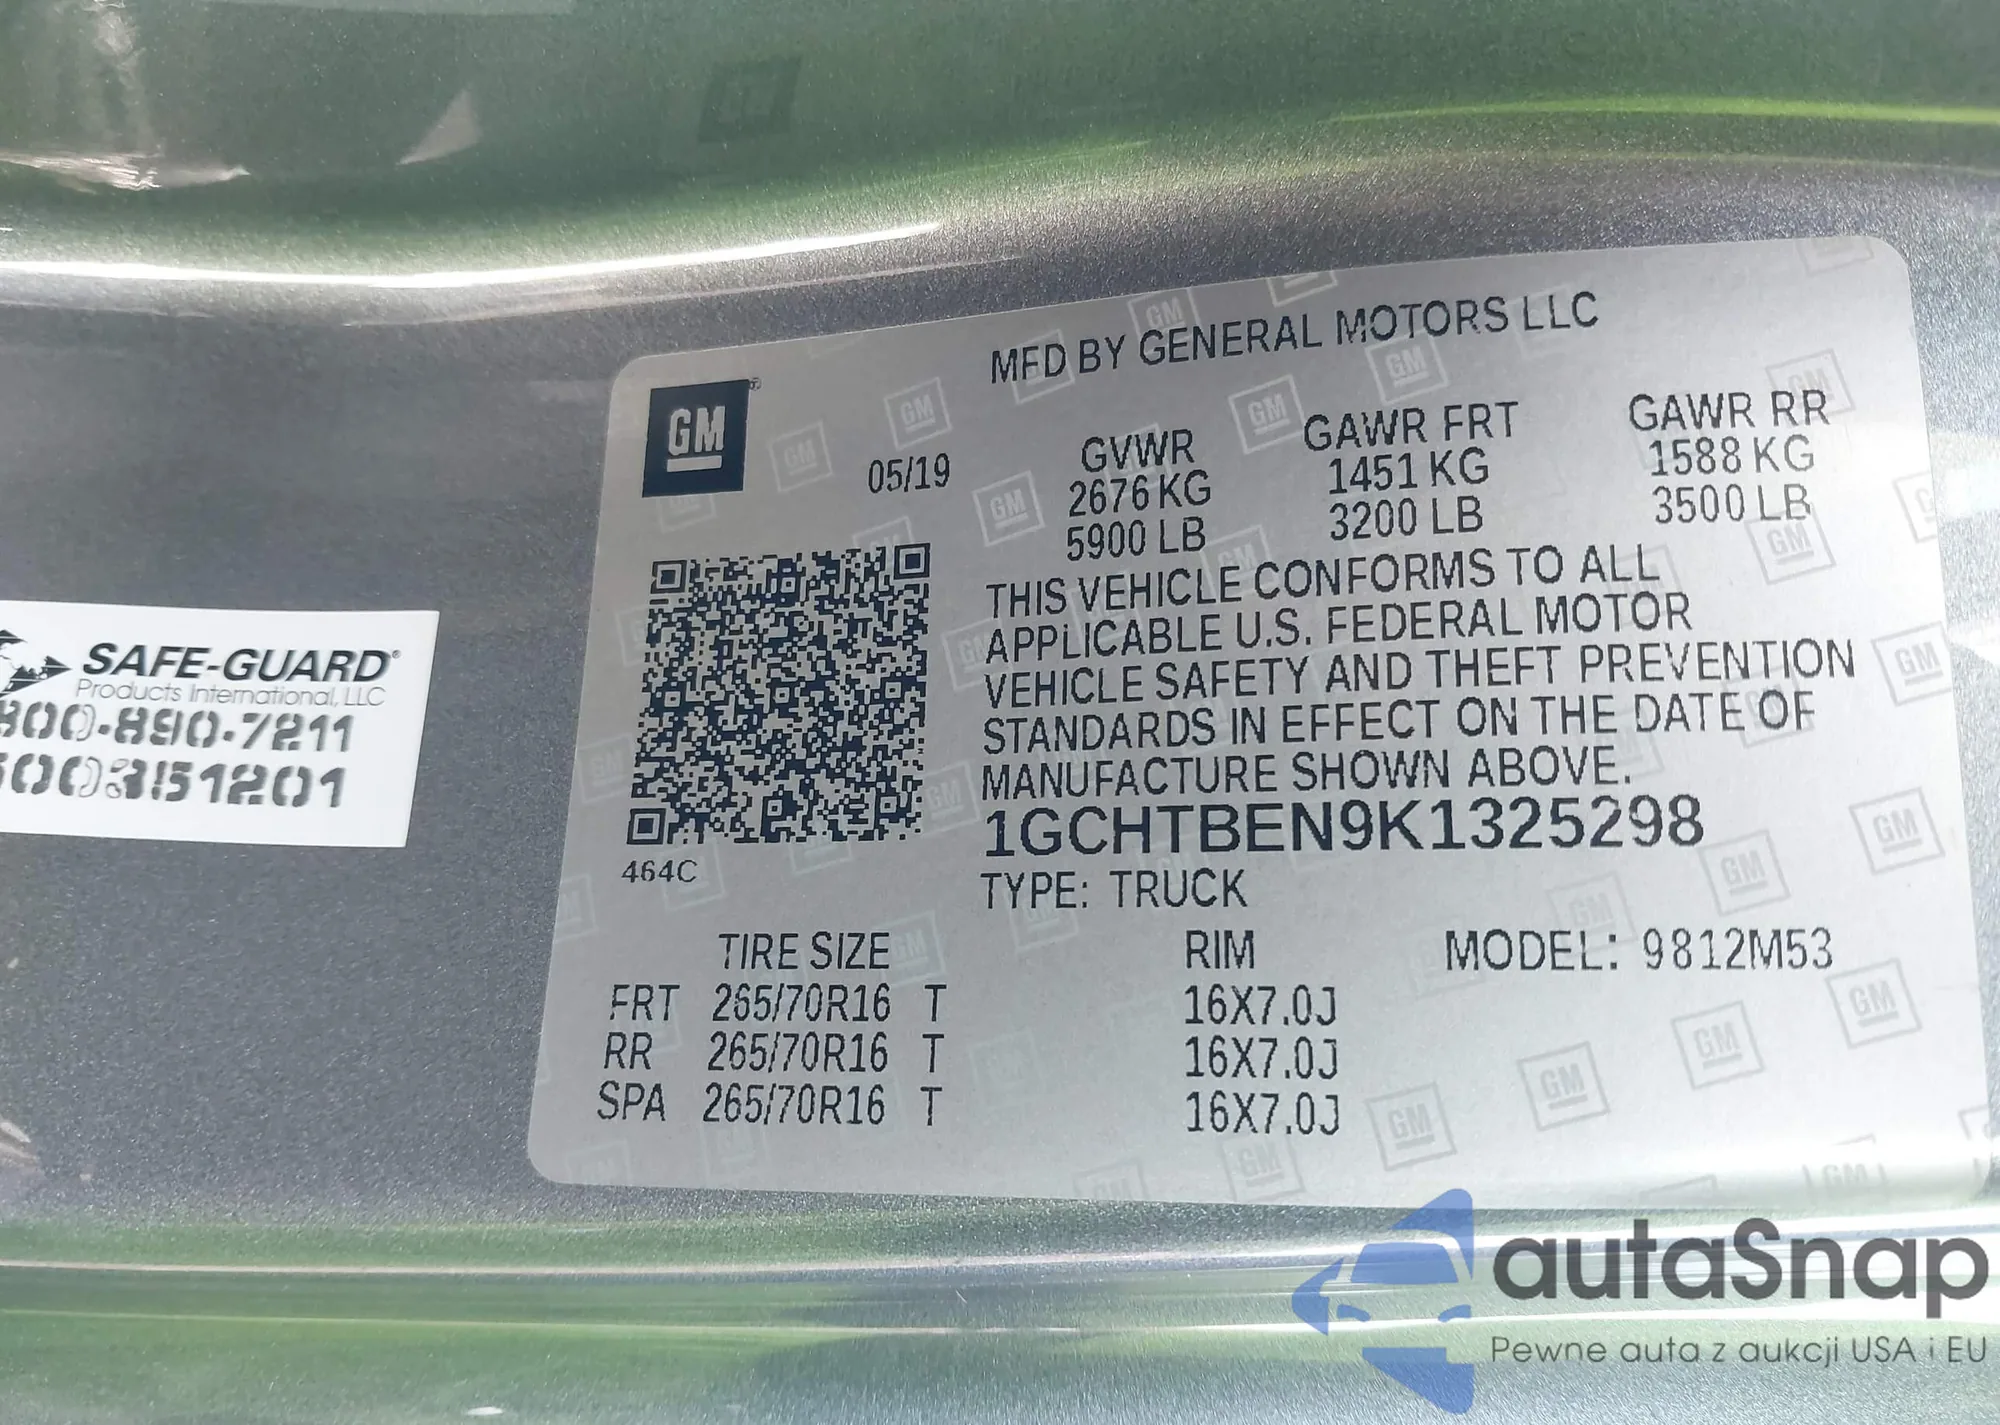 MFD BY GENERAL MOTORS LLC
GM
05/19
GVWR GAWR FRT GAWR RR
2676 KG 1451 KG 1588 KG
5900 LB 3200 LB 3500 LB
THIS VEHICLE CONFORMS TO ALL
APPLICABLE U.S. FEDERAL MOTOR
VEHICLE SAFETY AND THEFT PREVENTION
STANDARDS IN EFFECT ON THE DATE OF
MANUFACTURE SHOWN ABOVE.
1GCHTBEN9K1325298
464C
TYPE: TRUCK
TIRE SIZE RIM MODEL: 9812M53
FRT 265/70R16 T 16X7.0J
RR 265/70R16 T 16X7.0J
SPA 265/70R16 T 16X7.0J
SAFE-GUARD®
Products International, LLC
800-890-7211
autaSnap
Pewne auta z aukcji USA i EU